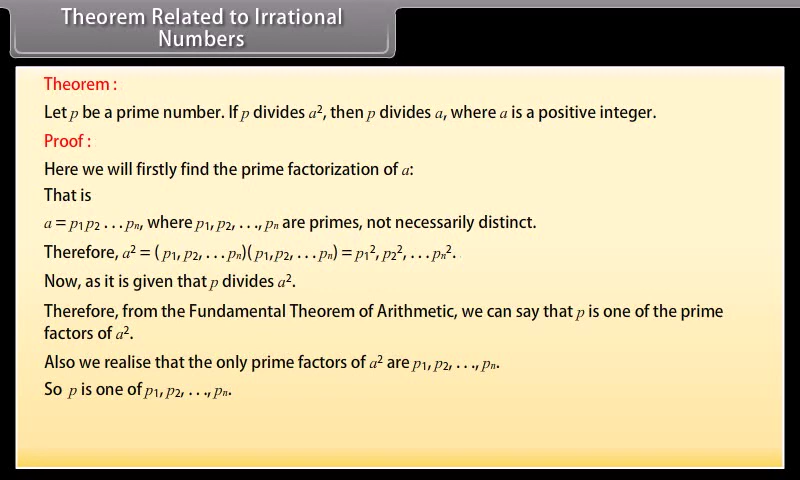 Theorem Related to Irrational
Numbers
Theorem :
Let p be a prime number. If p divides a², then p divides a, where a is a positive integer.
Proof :
Here we will firstly find the prime factorization of a:
That is
a = p₁p₂ . . . pₙ, where p₁, p₂, . . ., pₙ are primes, not necessarily distinct.
Therefore, a² = ( p₁, p₂, . . . pₙ)( p₁, p₂, . . . pₙ) = p₁², p₂², . . . pₙ².
Now, as it is given that p divides a².
Therefore, from the Fundamental Theorem of Arithmetic, we can say that p is one of the prime
factors of a².
Also we realise that the only prime factors of a² are p₁, p₂, . . ., pₙ.
So p is one of p₁, p₂, . . ., pₙ.